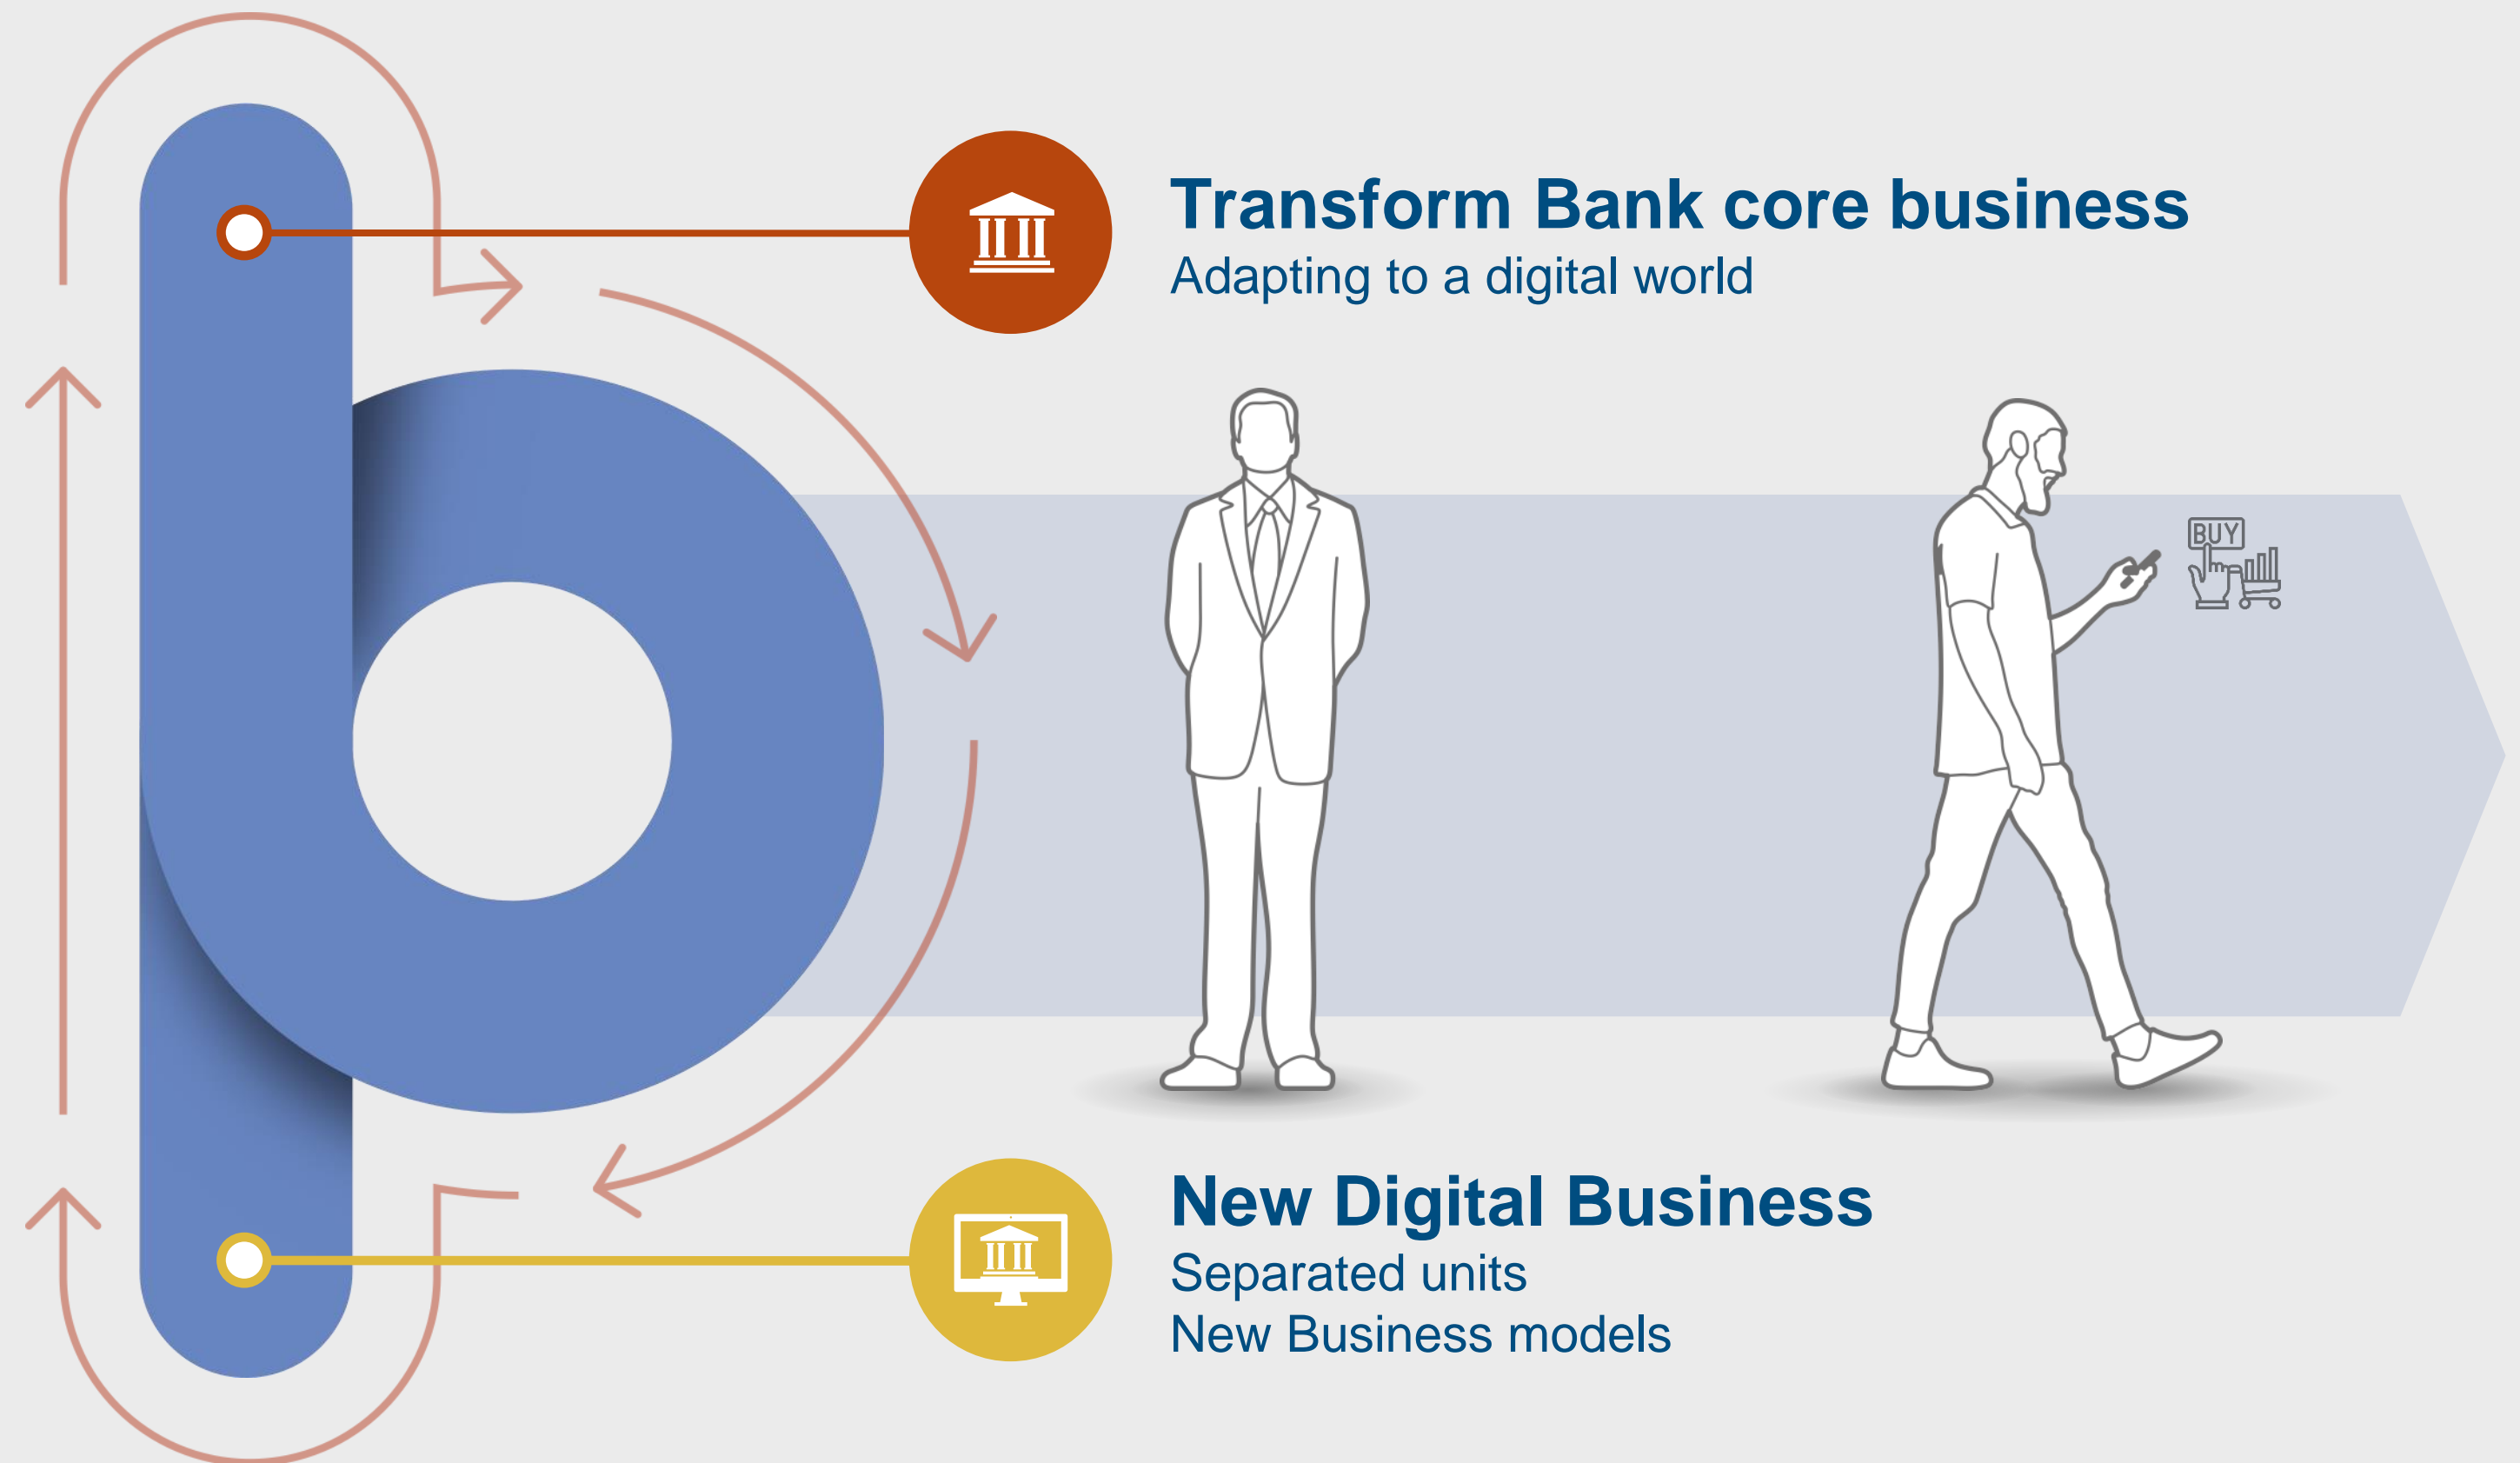 Transform Bank core business
Adapting to a digital world
BUY
New Digital Business
Separated units
New Business models